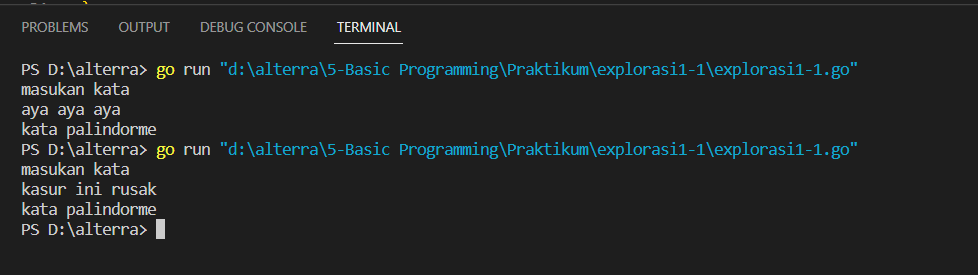 PROBLEMS OUTPUT DEBUG CONSOLE TERMINAL
PS D:\alterra> go run "d:\alterra\5-Basic Programming\Praktikum\explorasi1-1\explorasi1-1.go"
masukan kata
aya aya aya
kata palindorme
PS D:\alterra> go run "d:\alterra\5-Basic Programming\Praktikum\explorasi1-1\explorasi1-1.go"
masukan kata
kasur ini rusak
kata palindorme
PS D:\alterra>